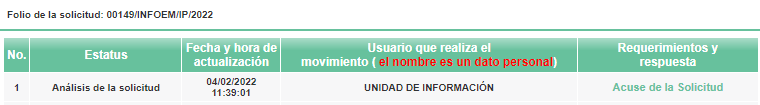 Folio de la solicitud: 00149/INFOEM/IP/2022
No. Estatus Fecha y hora de actualización Usuario que realiza el movimiento ( el nombre es un dato personal) Requerimientos y respuesta
1 Análisis de la solicitud 04/02/2022 11:39:01 UNIDAD DE INFORMACIÓN Acuse de la Solicitud